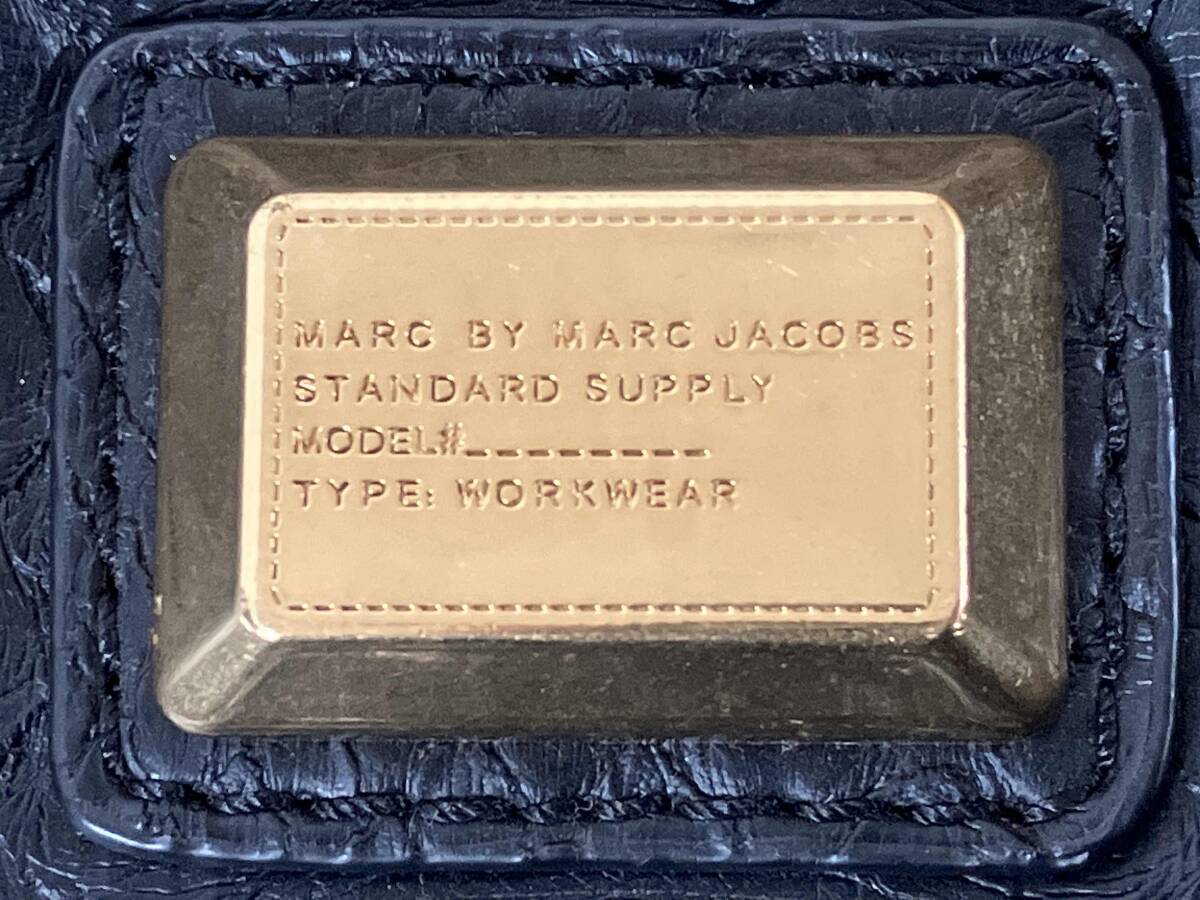 MARC BY MARC JACOBS
STANDARD SUPPLY
MODEL#_________
TYPE: WORKWEAR